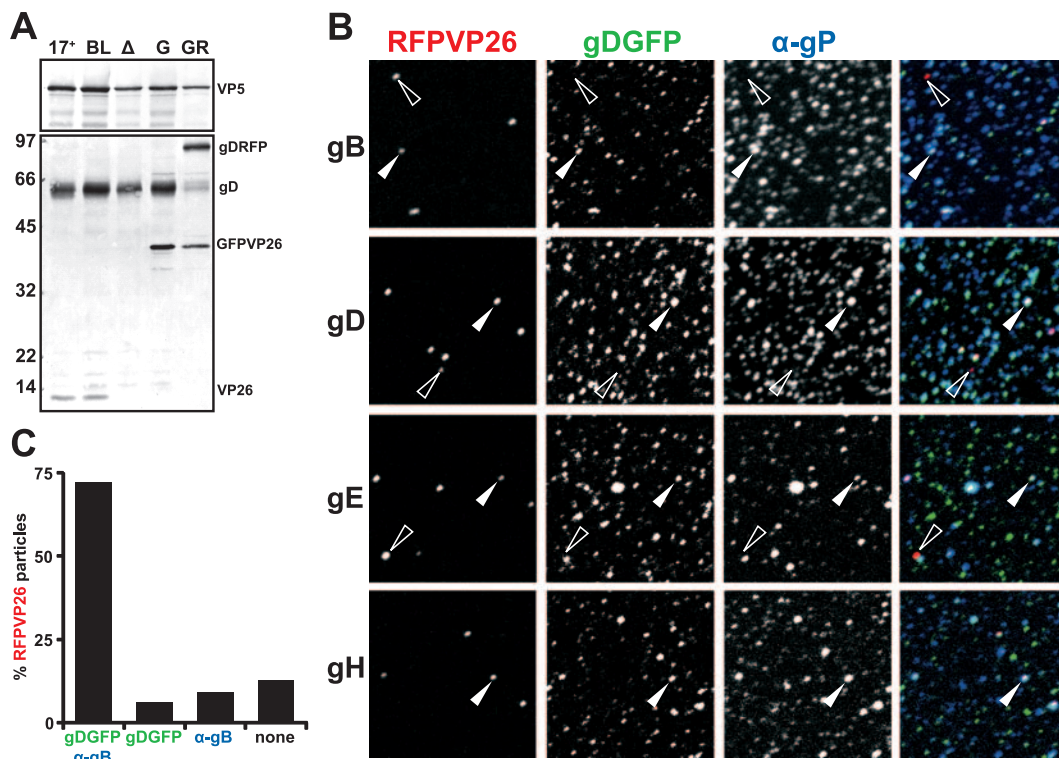 A
17+ BL Δ G GR
VP5
97
gDRFP
66
gD
45
GFPVP26
32
22
14
VP26
B
RFPVP26 gDGFP α-gP
gB
gD
gE
gH
C
% RFPVP26 particles
75
50
25
0
gDGFP gDGFP α-gB none
α-gB